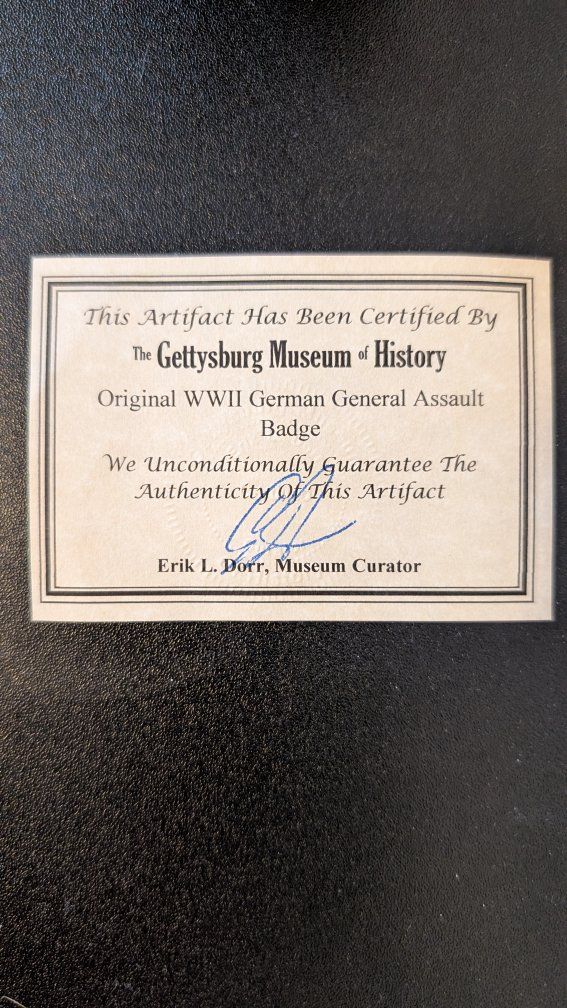 This Artifact Has Been Certified By
The Gettysburg Museum of History
Original WWII German General Assault
Badge
We Unconditionally Guarantee The
Authenticity Of This Artifact
Erik L. Dorr, Museum Curator